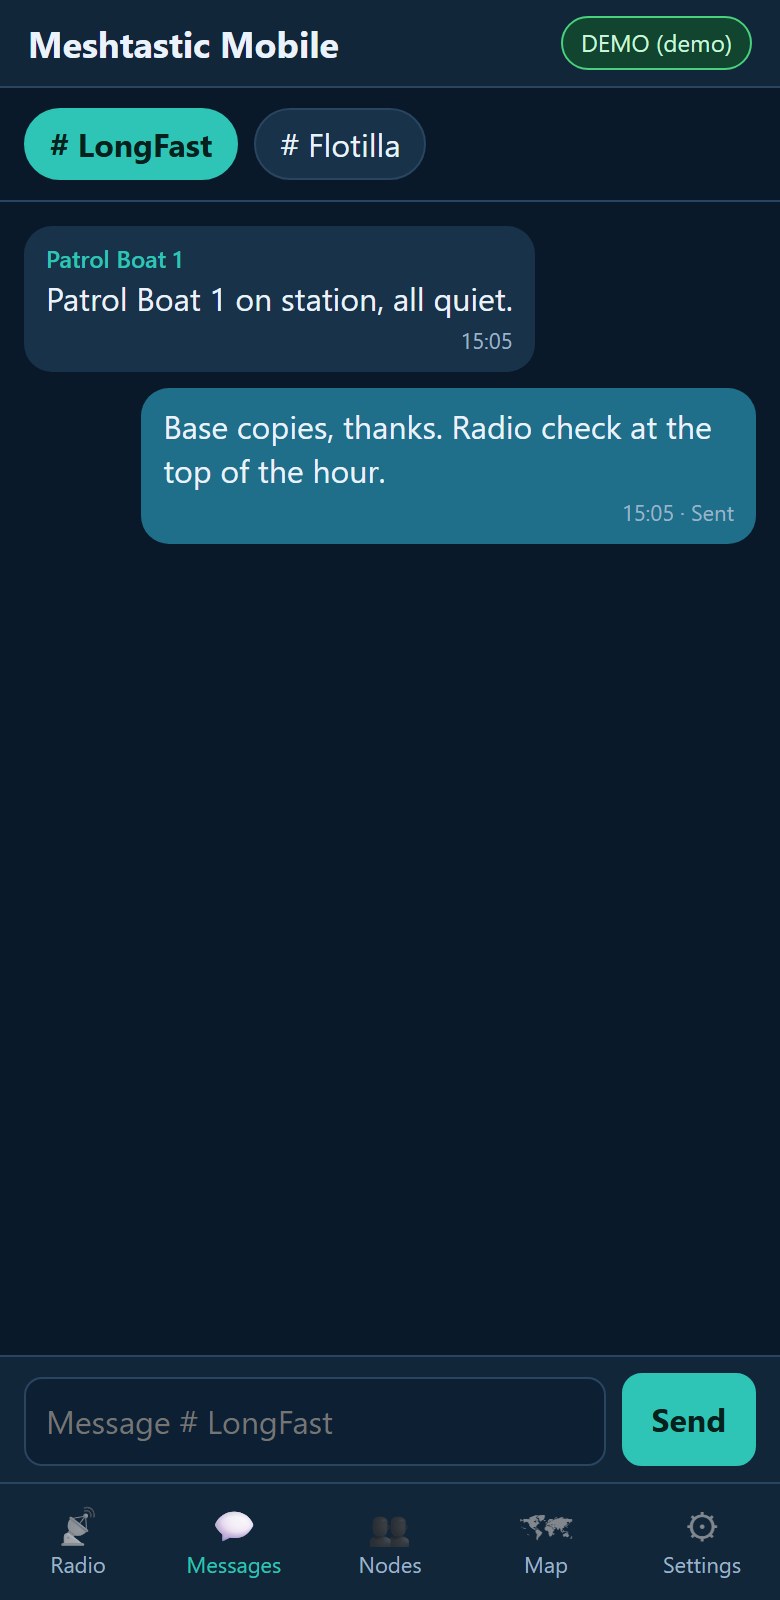 Meshtastic Mobile
DEMO (demo)
# LongFast
# Flotilla
Patrol Boat 1
Patrol Boat 1 on station, all quiet.
15:05
Base copies, thanks. Radio check at the
top of the hour.
15:05 · Sent
Message # LongFast
Send
Radio
Messages
Nodes
Map
Settings